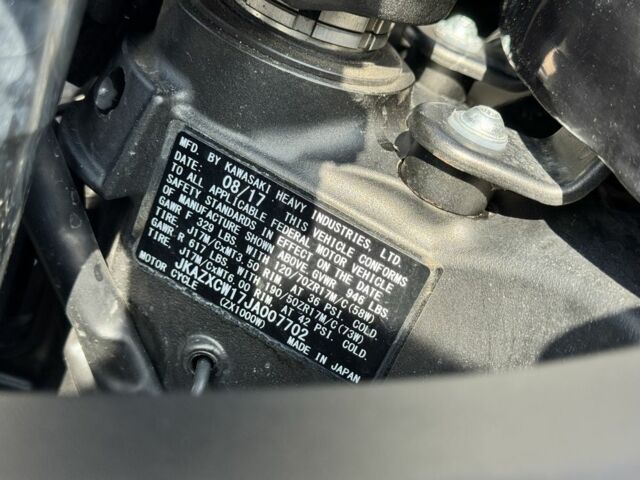 MFD. BY KAWASAKI HEAVY INDUSTRIES, LTD.
DATE: 08/17 THIS VEHICLE CONFORMS
TO ALL APPLICABLE FEDERAL MOTOR VEHICLE
SAFETY STANDARDS IN EFFECT ON THE DATE
OF MANUFACTURE SHOWN ABOVE. GVWR 946 LBS.
GAWR F 329 LBS. WITH 120/70ZR17M/C(58W)
TIRE, J17M/CxMT3.50 RIM AT 36 PSI. COLD.
GAWR R 617 LBS. WITH 190/50ZR17M/C(73W)
TIRE, J17M/CxMT6.00 RIM AT 42 PSI. COLD.
JKAZXCW17JA007702
MOTOR CYCLE (ZX1000W) MADE IN JAPAN